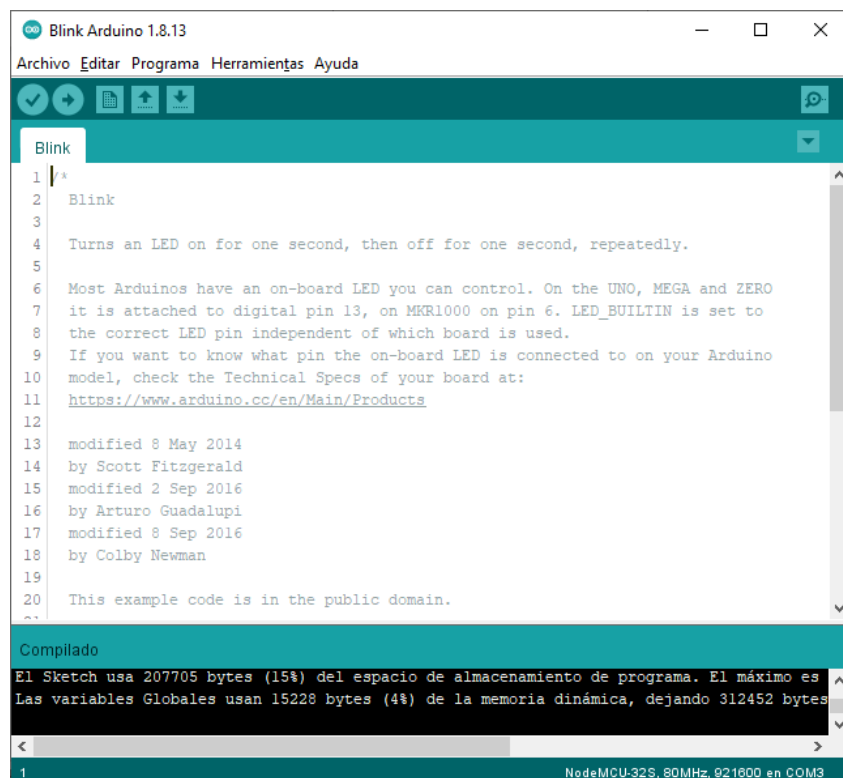 Blink Arduino 1.8.13
Archivo Editar Programa Herramientas Ayuda
Blink
1 /*
2 Blink
3
4 Turns an LED on for one second, then off for one second, repeatedly.
5
6 Most Arduinos have an on-board LED you can control. On the UNO, MEGA and ZERO
7 it is attached to digital pin 13, on MKR1000 on pin 6. LED_BUILTIN is set to
8 the correct LED pin independent of which board is used.
9 If you want to know what pin the on-board LED is connected to on your Arduino
10 model, check the Technical Specs of your board at:
11 https://www.arduino.cc/en/Main/Products
12
13 modified 8 May 2014
14 by Scott Fitzgerald
15 modified 2 Sep 2016
16 by Arturo Guadalupi
17 modified 8 Sep 2016
18 by Colby Newman
19
20 This example code is in the public domain.
Compilado
El Sketch usa 207705 bytes (15%) del espacio de almacenamiento de programa. El máximo es
Las variables Globales usan 15228 bytes (4%) de la memoria dinámica, dejando 312452 bytes
1 NodeMCU-32S, 80MHz, 921600 en COM3